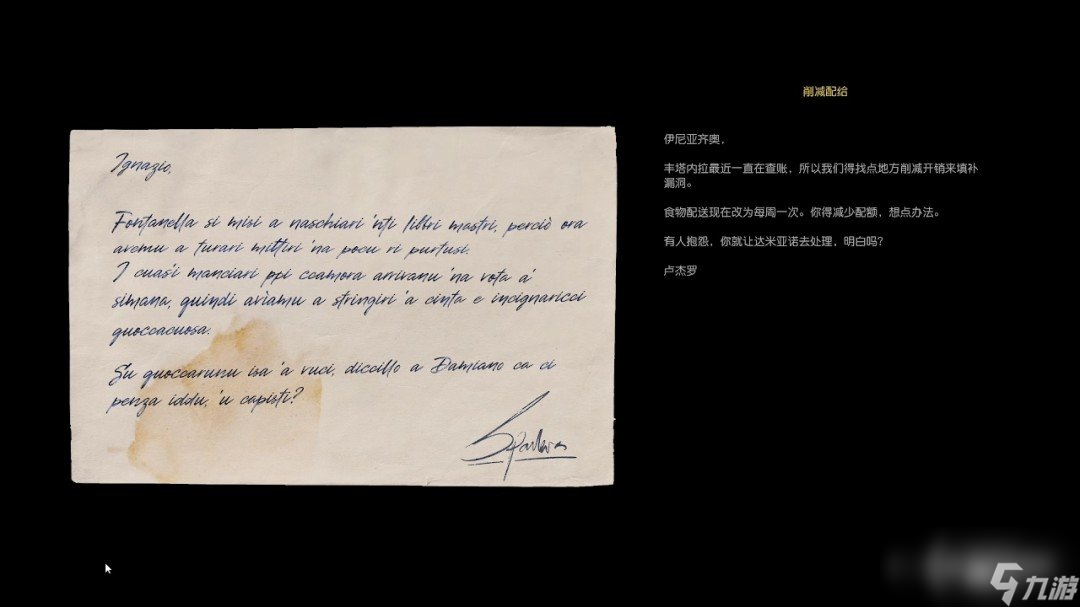 Ignazio,
Fontanella si misi a naschiari 'nti libbri mastri, perciò ora
avemu a turari mittiri 'na pocu ri purtusi.
I cuasi manciari ppi ccamora arrivanu 'na vota a'
simana, quindi avìamu a stringiri 'a cinta e incignaricci
quoccacuosa.
Su quoccarunu isa 'a vuci, diccillo a Damiano ca ci
penza iddu, 'u capisti?
削减配给
伊尼亚齐奥，
丰塔内拉最近一直在查账，所以我们得找点地方削减开销来填补
漏洞。
食物配送现在改为每周一次。你得减少配额，想点办法。
有人抱怨，你就让达米亚诺去处理，明白吗？
卢杰罗
九游